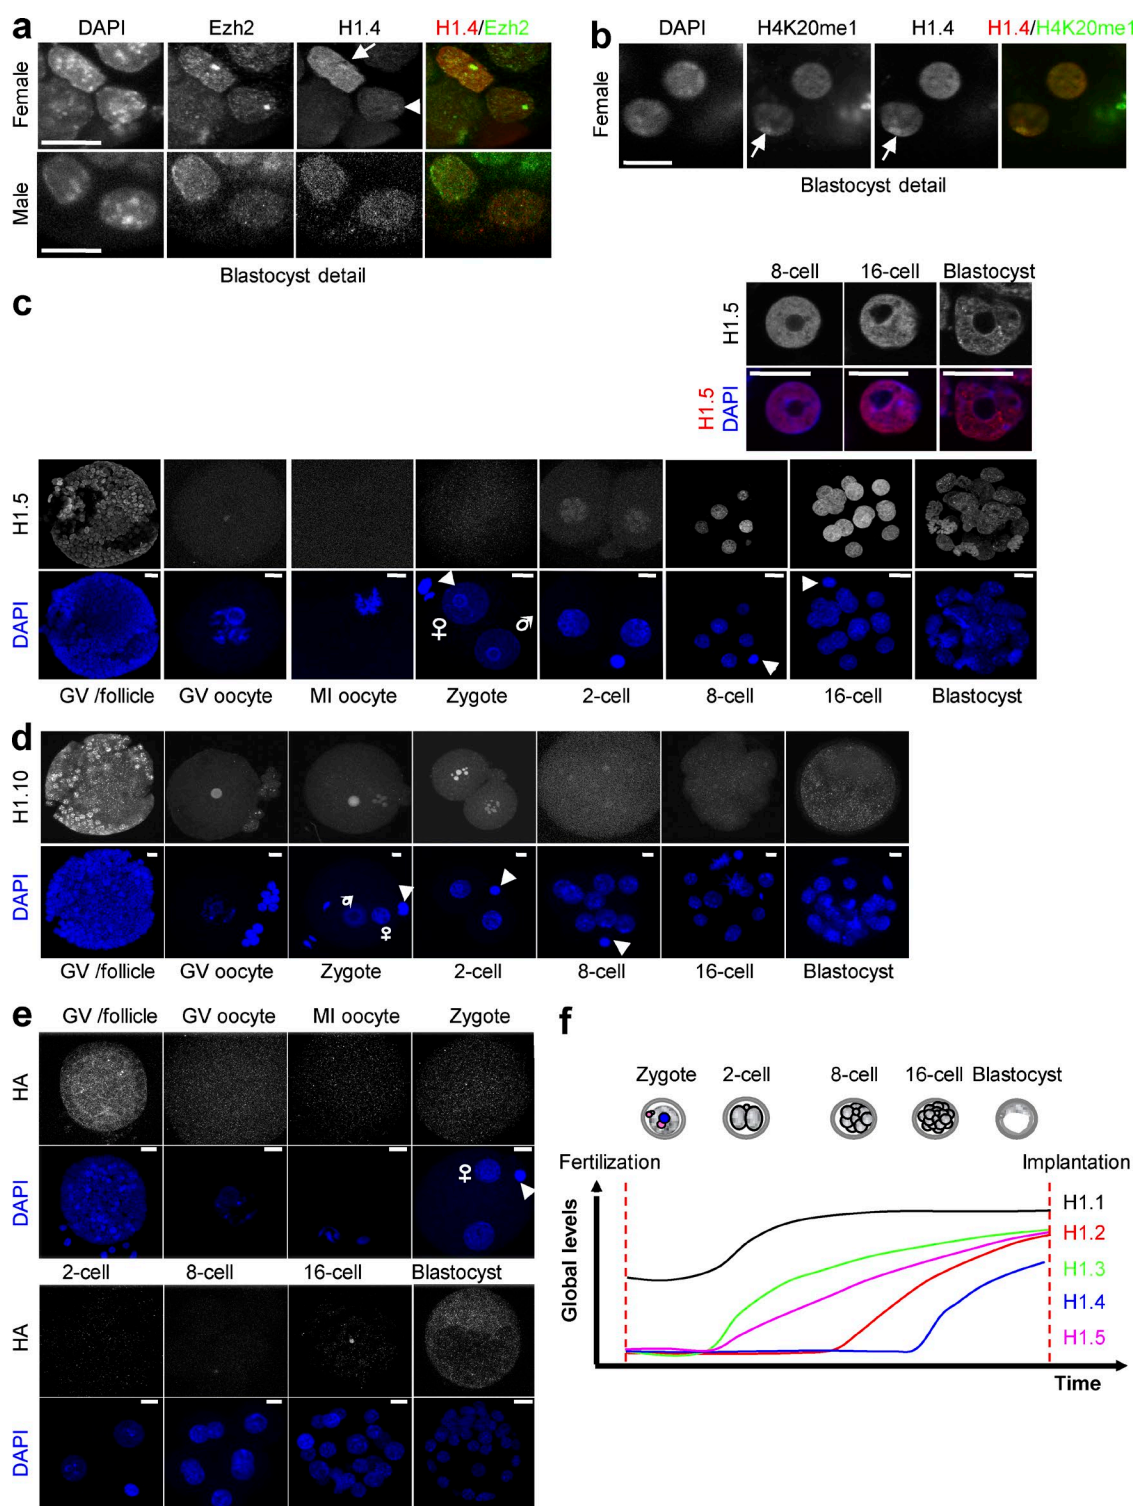 a
DAPI Ezh2 H1.4 H1.4/Ezh2
Female
Male
Blastocyst detail
b
DAPI H4K20me1 H1.4 H1.4/H4K20me1
Female
Blastocyst detail
c
8-cell 16-cell Blastocyst
H1.5
H1.5
DAPI
H1.5
DAPI
♀ ♂
GV /follicle GV oocyte MI oocyte Zygote 2-cell 8-cell 16-cell Blastocyst
d
H1.10
DAPI
♂ ♀
GV /follicle GV oocyte Zygote 2-cell 8-cell 16-cell Blastocyst
e
GV /follicle GV oocyte MI oocyte Zygote
HA
DAPI
♀
2-cell 8-cell 16-cell Blastocyst
HA
DAPI
f
Zygote 2-cell 8-cell 16-cell Blastocyst
Fertilization Implantation
Global levels
H1.1
H1.2
H1.3
H1.4
H1.5
Time